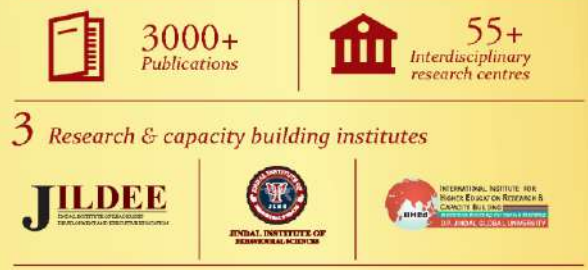 3000+
Publications
55+
Interdisciplinary
research centres
3 Research & capacity building institutes
JILDEE
JINDAL INSTITUTE OF
BEHAVIOURAL SCIENCES
INTERNATIONAL INSTITUTE FOR
HIGHER EDUCATION RESEARCH &
CAPACITY BUILDING
O.P. JINDAL GLOBAL UNIVERSITY